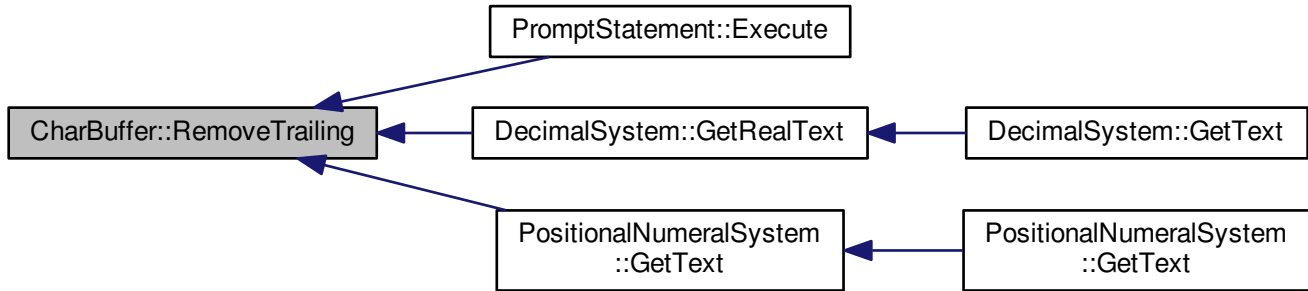 PromptStatement::Execute
CharBuffer::RemoveTrailing
DecimalSystem::GetRealText
DecimalSystem::GetText
PositionalNumeralSystem
::GetText
PositionalNumeralSystem
::GetText